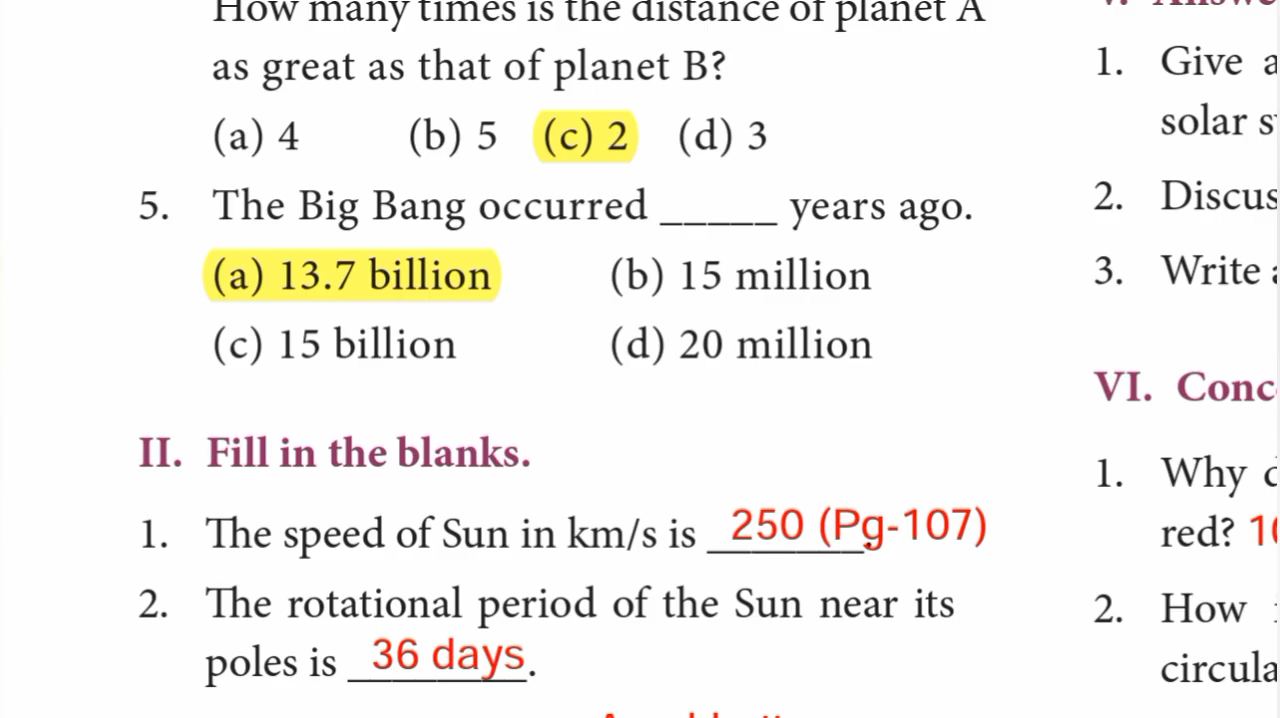 How many times is the distance of planet A
as great as that of planet B?
(a) 4 (b) 5 (c) 2 (d) 3
5. The Big Bang occurred _____ years ago.
(a) 13.7 billion (b) 15 million
(c) 15 billion (d) 20 million
II. Fill in the blanks.
1. The speed of Sun in km/s is 250 (Pg-107).
2. The rotational period of the Sun near its
poles is 36 days.
1. Give
solar
2.
3. Write
VI.
1. Why
red?
2. How